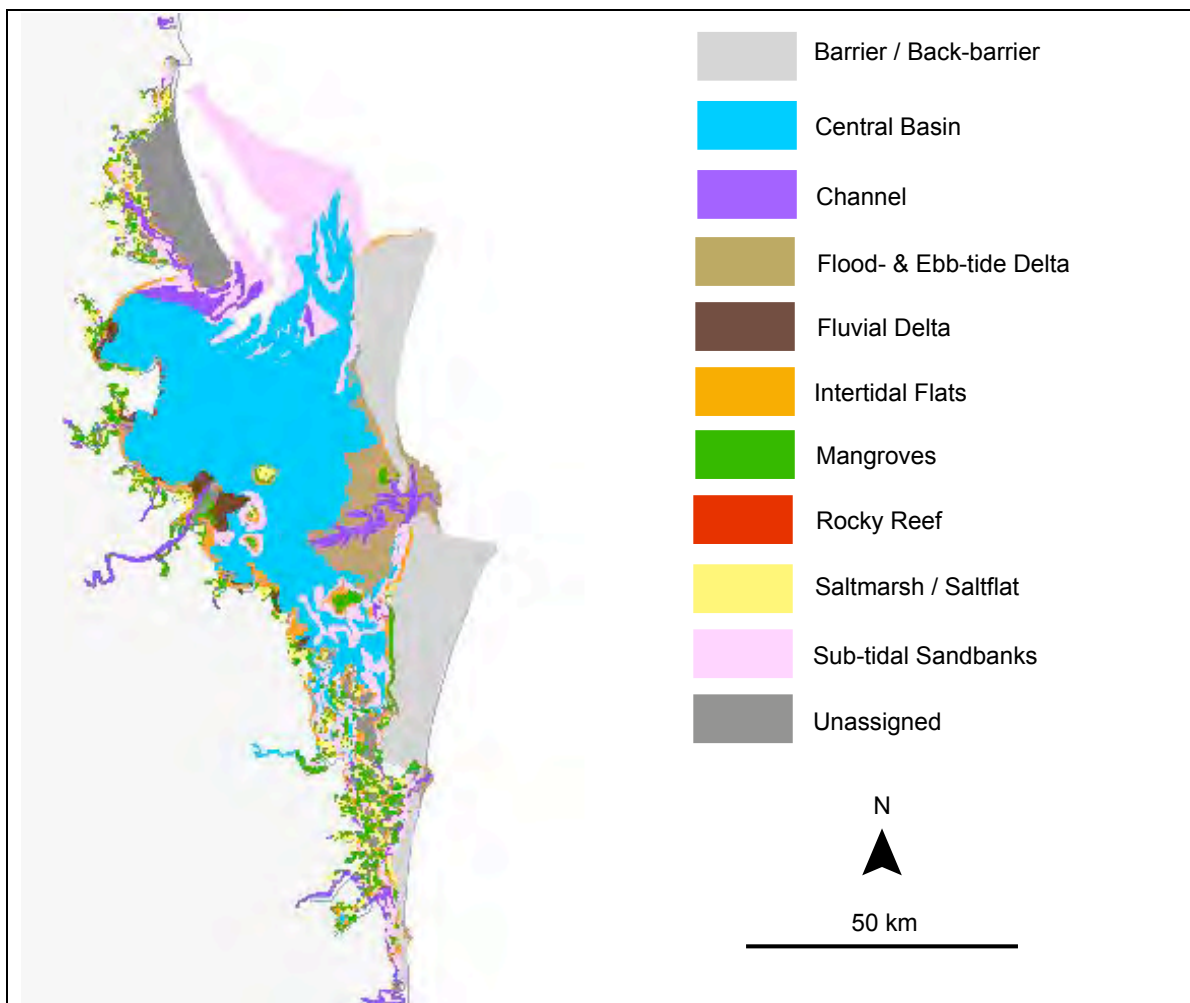 Barrier / Back-barrier
Central Basin
Channel
Flood- & Ebb-tide Delta
Fluvial Delta
Intertidal Flats
Mangroves
Rocky Reef
Saltmarsh / Saltflat
Sub-tidal Sandbanks
Unassigned
N
50 km